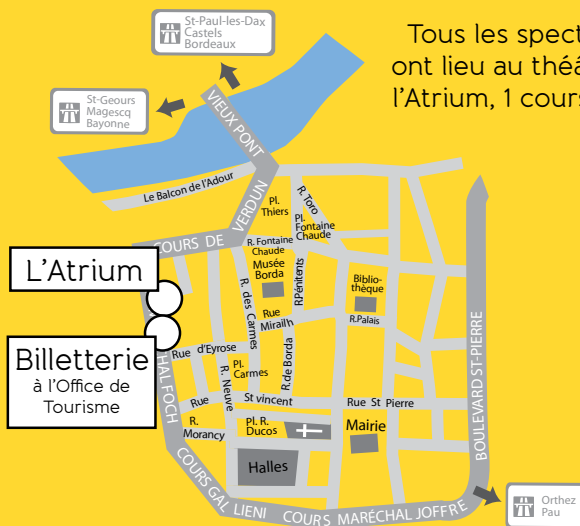 St-Paul-les-Dax
Castels
Bordeaux
Tous les spect
ont lieu au théâ
l'Atrium, 1 cours
St-Geours
Magescq
Bayonne
VIEUX PONT
Le Balcon de l'Adour
VERDUN
COURS DE
Pl.
Thiers
R. Toro
Pl.
Fontaine
Chaude
R. Fontaine
Chaude
Musée
Borda
R.Pénitents
Biblio-
thèque
L'Atrium
R. des Carmes
Rue
Mirailh
R.Palais
BOULEVARD ST-PIERRE
Billetterie
à l'Office de
Tourisme
HAL FOCH
Rue d'Eyrose
Pl.
Carmes
R.de Borda
R. Neuve
Rue St vincent
Rue St Pierre
R.
Morancy
Pl. R.
Ducos
Mairie
Halles
COURS GAL LIENI
COURS MARÉCHAL JOFFRE
Orthez
Pau